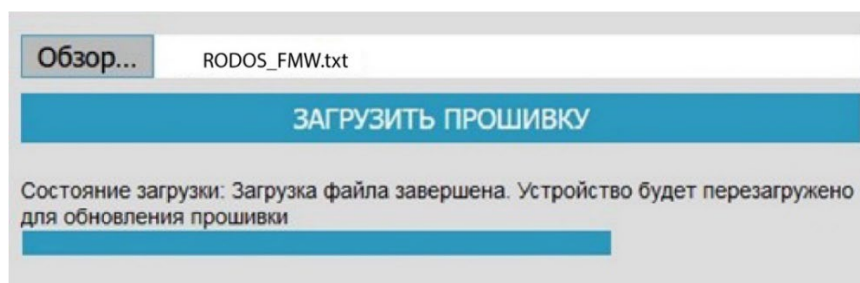 Обзор... RODOS_FMW.txt
ЗАГРУЗИТЬ ПРОШИВКУ
Состояние загрузки: Загрузка файла завершена. Устройство будет перезагружено
для обновления прошивки